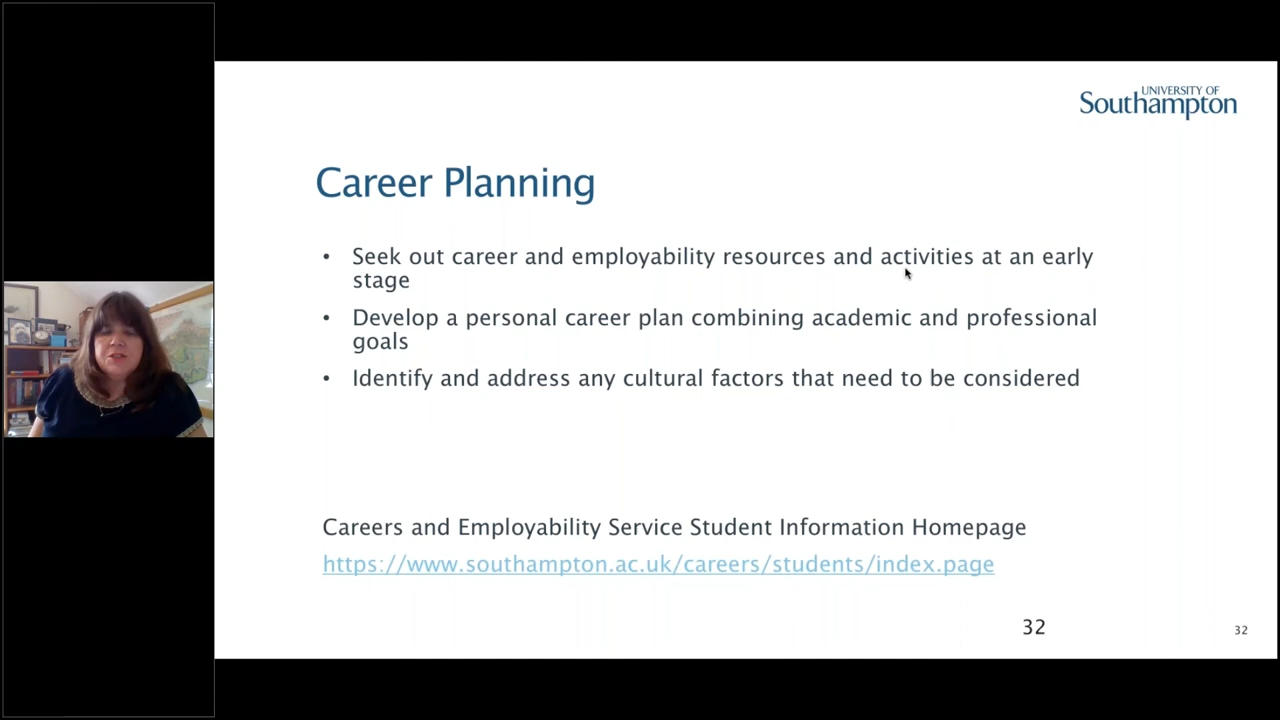 UNIVERSITY OF
Southampton
Career Planning
• Seek out career and employability resources and activities at an early
stage
• Develop a personal career plan combining academic and professional
goals
• Identify and address any cultural factors that need to be considered
Careers and Employability Service Student Information Homepage
https://www.southampton.ac.uk/careers/students/index.page
32
32